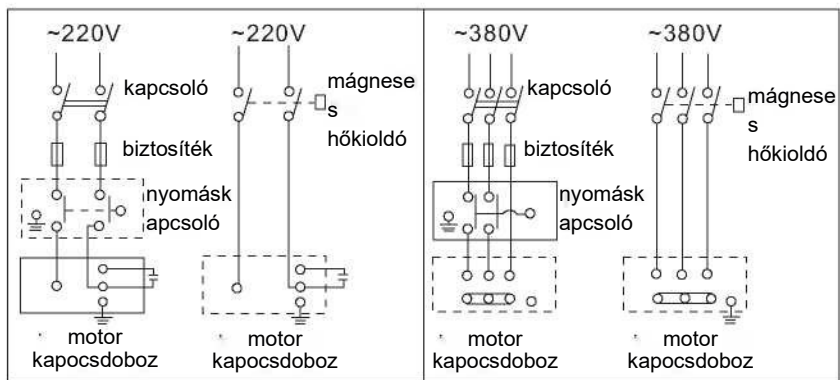 ~220V
~220V
kapcsoló
mágnese
s
hőkioldó
biztosíték
nyomásk
apcsoló
motor
kapocsdoboz
motor
kapocsdoboz
~380V
~380V
kapcsoló
mágnese
s
hőkioldó
biztosíték
nyomásk
apcsoló
motor
kapocsdoboz
motor
kapocsdoboz